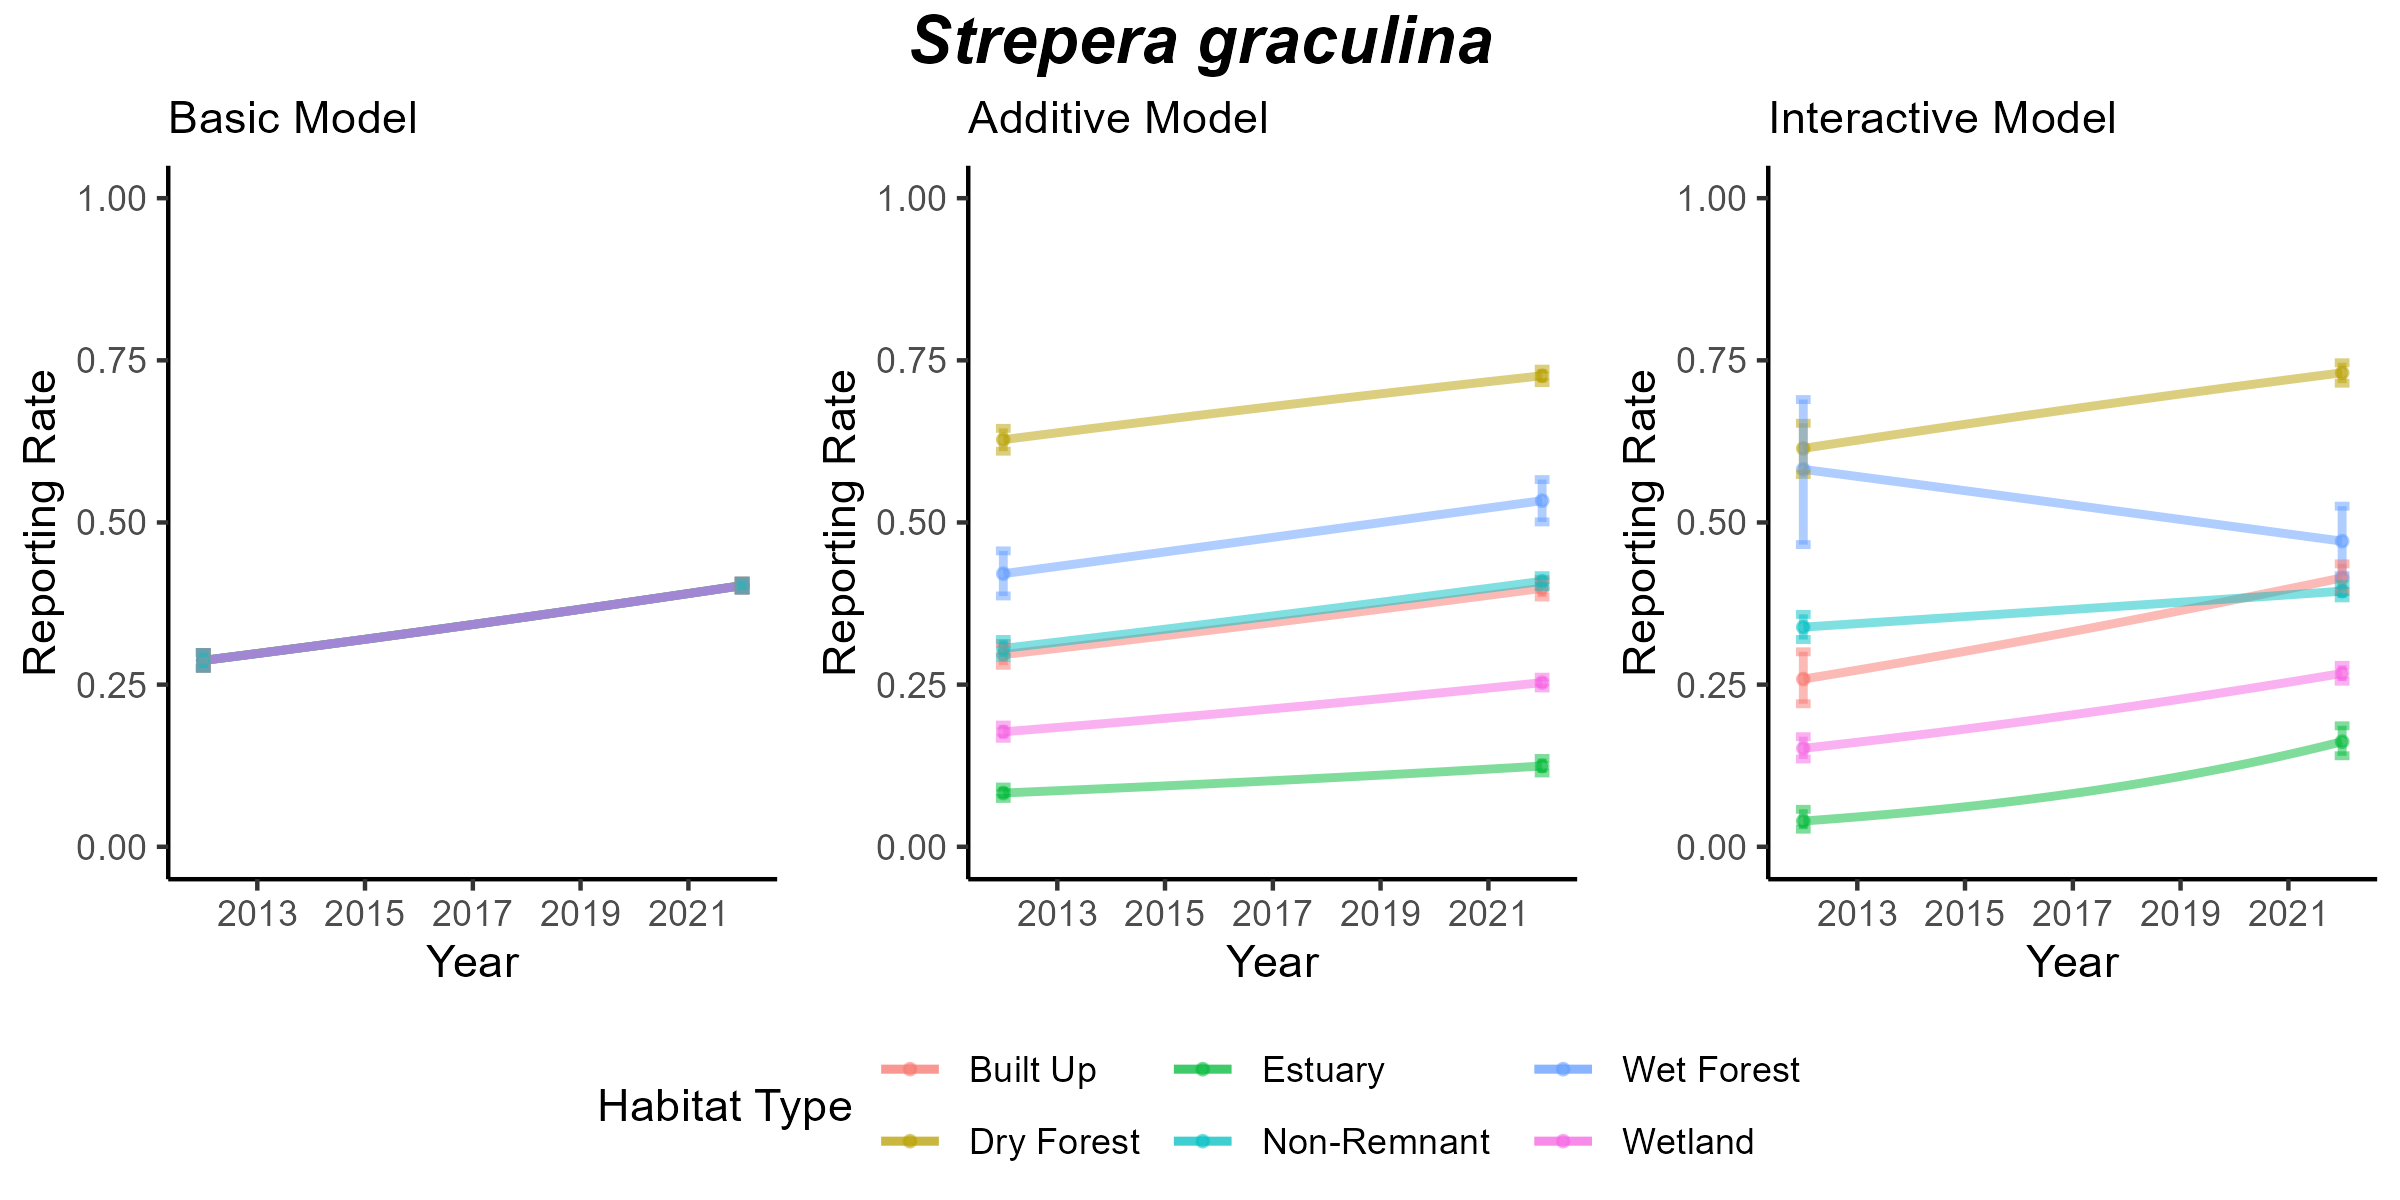 Strepera graculina
Basic Model
Additive Model
Interactive Model
Reporting Rate
1.00
0.75
0.50
0.25
0.00
2013 2015 2017 2019 2021
Year
Reporting Rate
1.00
0.75
0.50
0.25
0.00
2013 2015 2017 2019 2021
Year
Reporting Rate
1.00
0.75
0.50
0.25
0.00
2013 2015 2017 2019 2021
Year
Habitat Type
Built Up
Estuary
Wet Forest
Dry Forest
Non-Remnant
Wetland